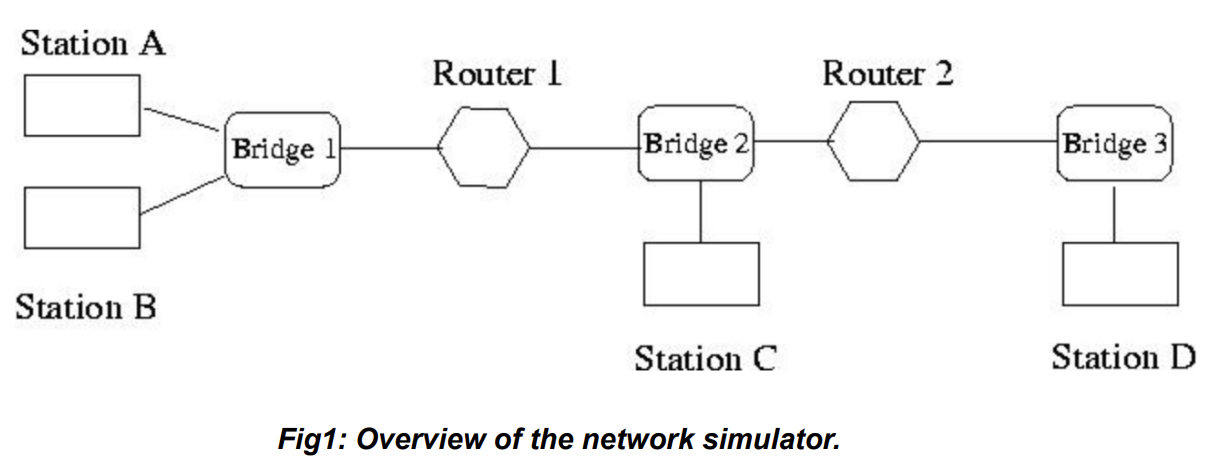 Station A
Router 1
Router 2
Bridge 1
Bridge 2
Bridge 3
Station B
Station C
Station D
Fig1: Overview of the network simulator.